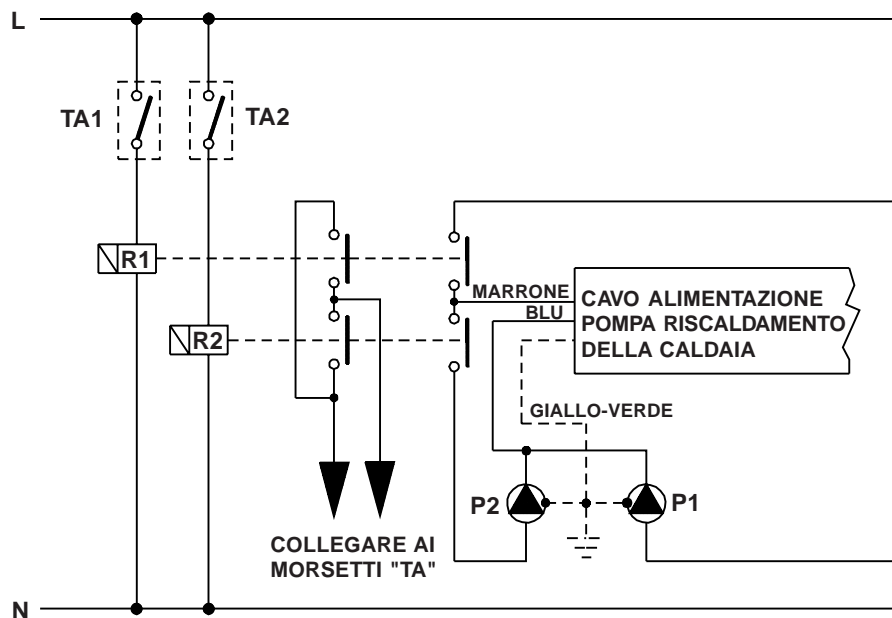 L
TA1
TA2
R1
MARRONE
BLU
CAVO ALIMENTAZIONE
POMPA RISCALDAMENTO
DELLA CALDAIA
R2
GIALLO-VERDE
P2
P1
COLLEGARE AI
MORSETTI "TA"
N